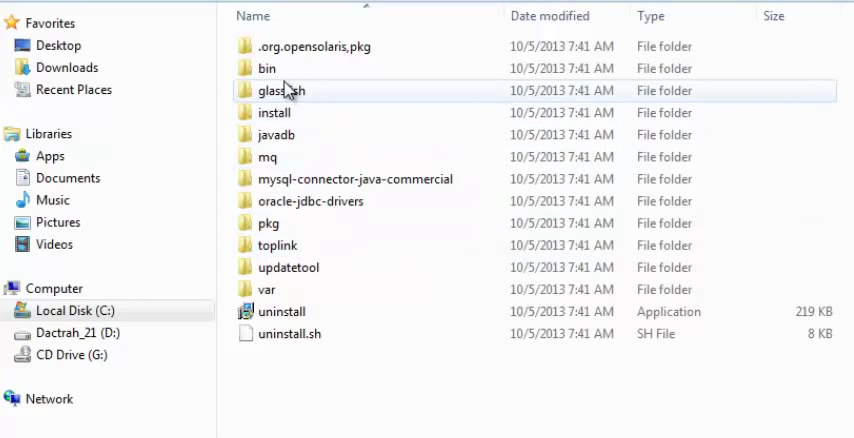 Name Date modified Type Size
Favorites
Desktop
Downloads
Recent Places
Libraries
Apps
Documents
Music
Pictures
Videos
Computer
Local Disk (C:)
Dactrah_21 (D:)
CD Drive (G:)
Network
.org.opensolaris,pkg 10/5/2013 7:41 AM File folder
bin 10/5/2013 7:41 AM File folder
10/5/2013 7:41 AM File folder
install 10/5/2013 7:41 AM File folder
javadb 10/5/2013 7:41 AM File folder
mq 10/5/2013 7:41 AM File folder
mysql-connector-java-commercial 10/5/2013 7:41 AM File folder
oracle-jdbc-drivers 10/5/2013 7:41 AM File folder
pkg 10/5/2013 7:41 AM File folder
toplink 10/5/2013 7:41 AM File folder
updatetool 10/5/2013 7:41 AM File folder
var 10/5/2013 7:41 AM File folder
uninstall 10/5/2013 7:41 AM Application 219 KB
uninstall.sh 10/5/2013 7:41 AM SH File 8 KB